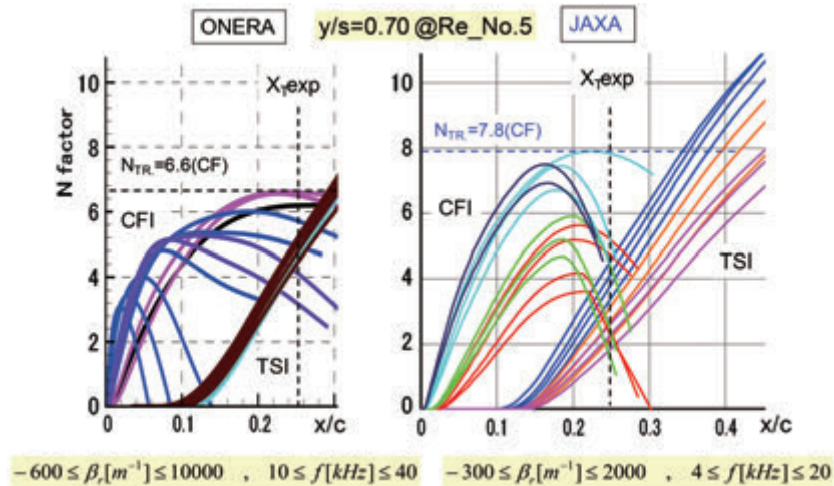 ONERA y/s=0.70 @Re_No.5 JAXA
N factor
10
8
6
4
2
0
X_Texp
N_TR.=6.6(CF)
CFI
TSI
0 0.1 0.2 0.3
x/c
10
8
6
4
2
0
X_Texp
N_TR.=7.8(CF)
CFI
TSI
0 0.1 0.2 0.3 0.4
x/c
−600 ≤ β_r[m⁻¹] ≤ 10000 , 10 ≤ f[kHz] ≤ 40
−300 ≤ β_r[m⁻¹] ≤ 2000 , 4 ≤ f[kHz] ≤ 20